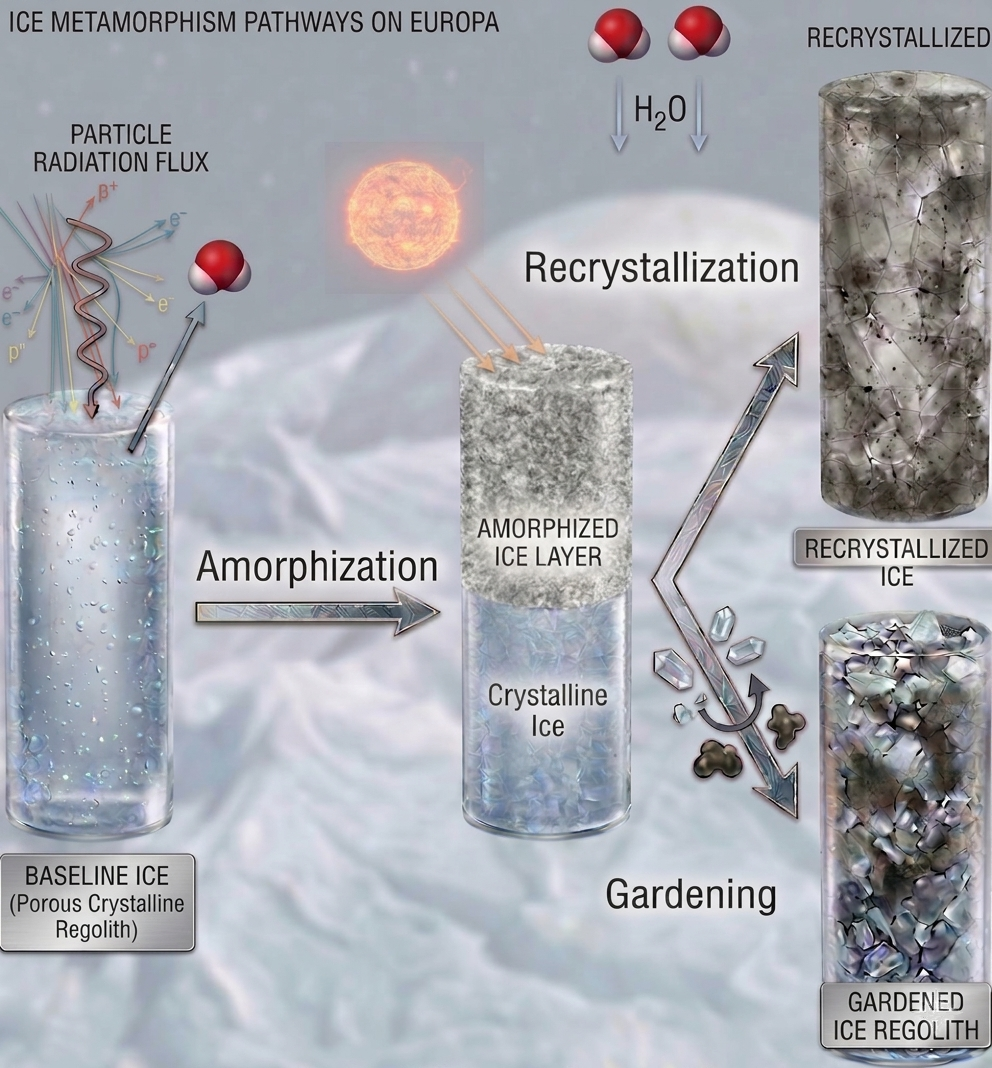 ICE METAMORPHISM PATHWAYS ON EUROPA
RECRYSTALLIZED
H₂O
PARTICLE
RADIATION FLUX
β⁺
e⁻
e⁻
e⁻
e⁻
Recrystallization
AMORPHIZED
ICE LAYER
Amorphization
RECRYSTALLIZED
ICE
Crystalline
Ice
BASELINE ICE
(Porous Crystalline
Regolith)
Gardening
GARDENED
ICE REGOLITH